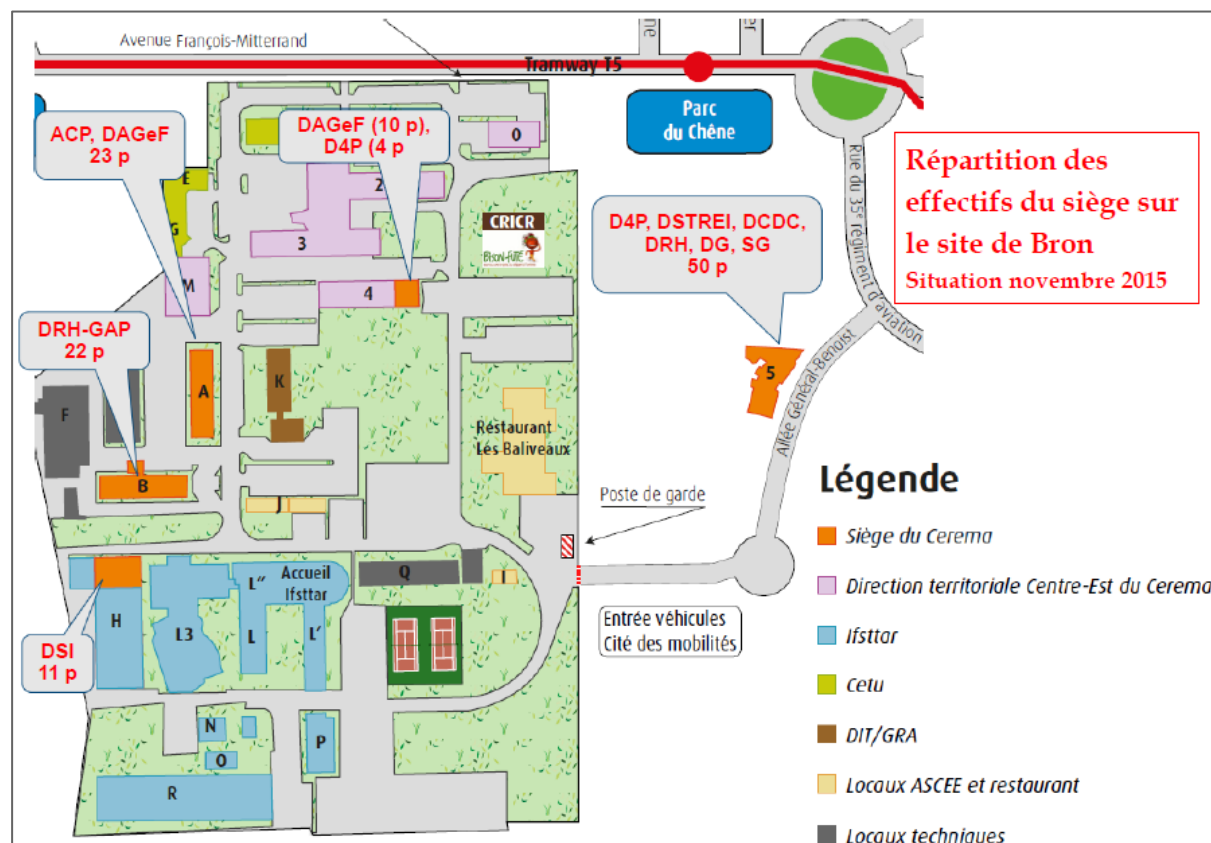 Avenue François-Mitterrand
Tramway T5
Parc
du Chêne
Rue du 35e régiment d'aviation
Répartition des
effectifs du siège sur
le site de Bron
Situation novembre 2015
ACP, DAGeF
23 p
DAGeF (10 p),
D4P (4 p
D4P, DSTREI, DCDC,
DRH, DG, SG
50 p
DRH-GAP
22 p
DSI
11 p
E
G
M
O
2
3
4
CRICR
A
K
F
B
J
5
Restaurant
Les Baliveaux
Allée Général-Benoist
Poste de garde
Entrée véhicules
Cité des mobilités
H
L3
L''
Accueil
Ifsttar
L
L'
Q
I
N
O
P
R
Légende
Siège du Cerema
Direction territoriale Centre-Est du Cerema
Ifsttar
Cetu
DIT/GRA
Locaux ASCEE et restaurant
Locaux techniques